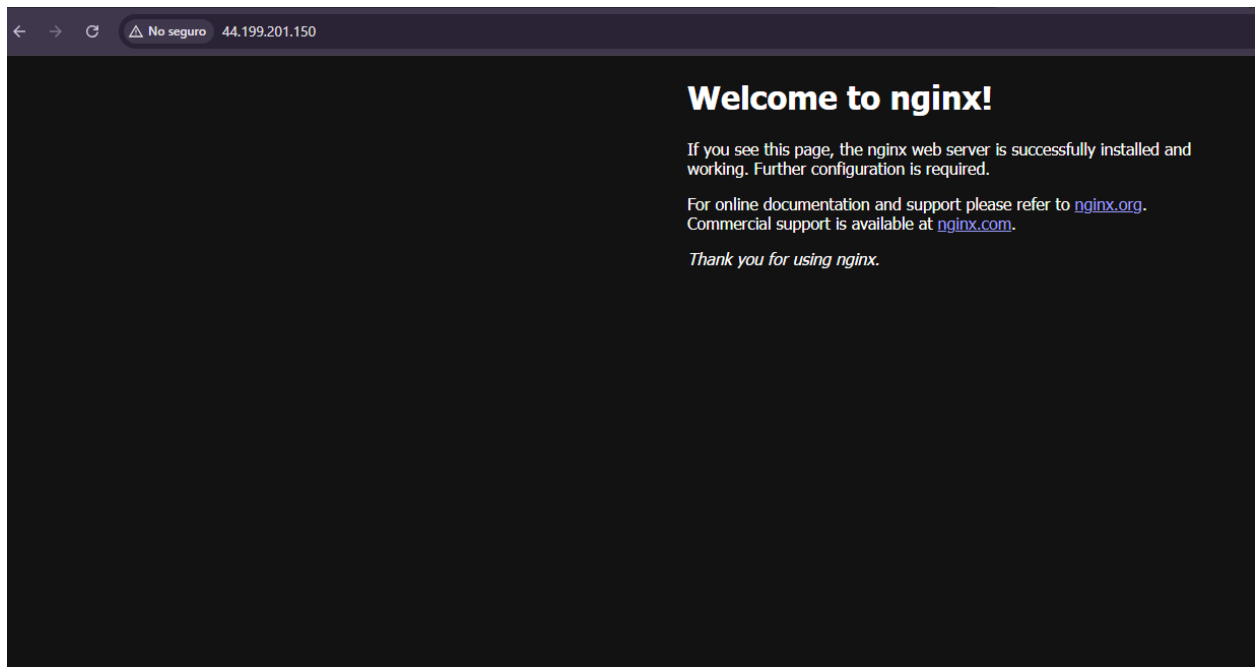 No seguro 44.199.201.150
Welcome to nginx!
If you see this page, the nginx web server is successfully installed and
working. Further configuration is required.
For online documentation and support please refer to nginx.org.
Commercial support is available at nginx.com.
Thank you for using nginx.